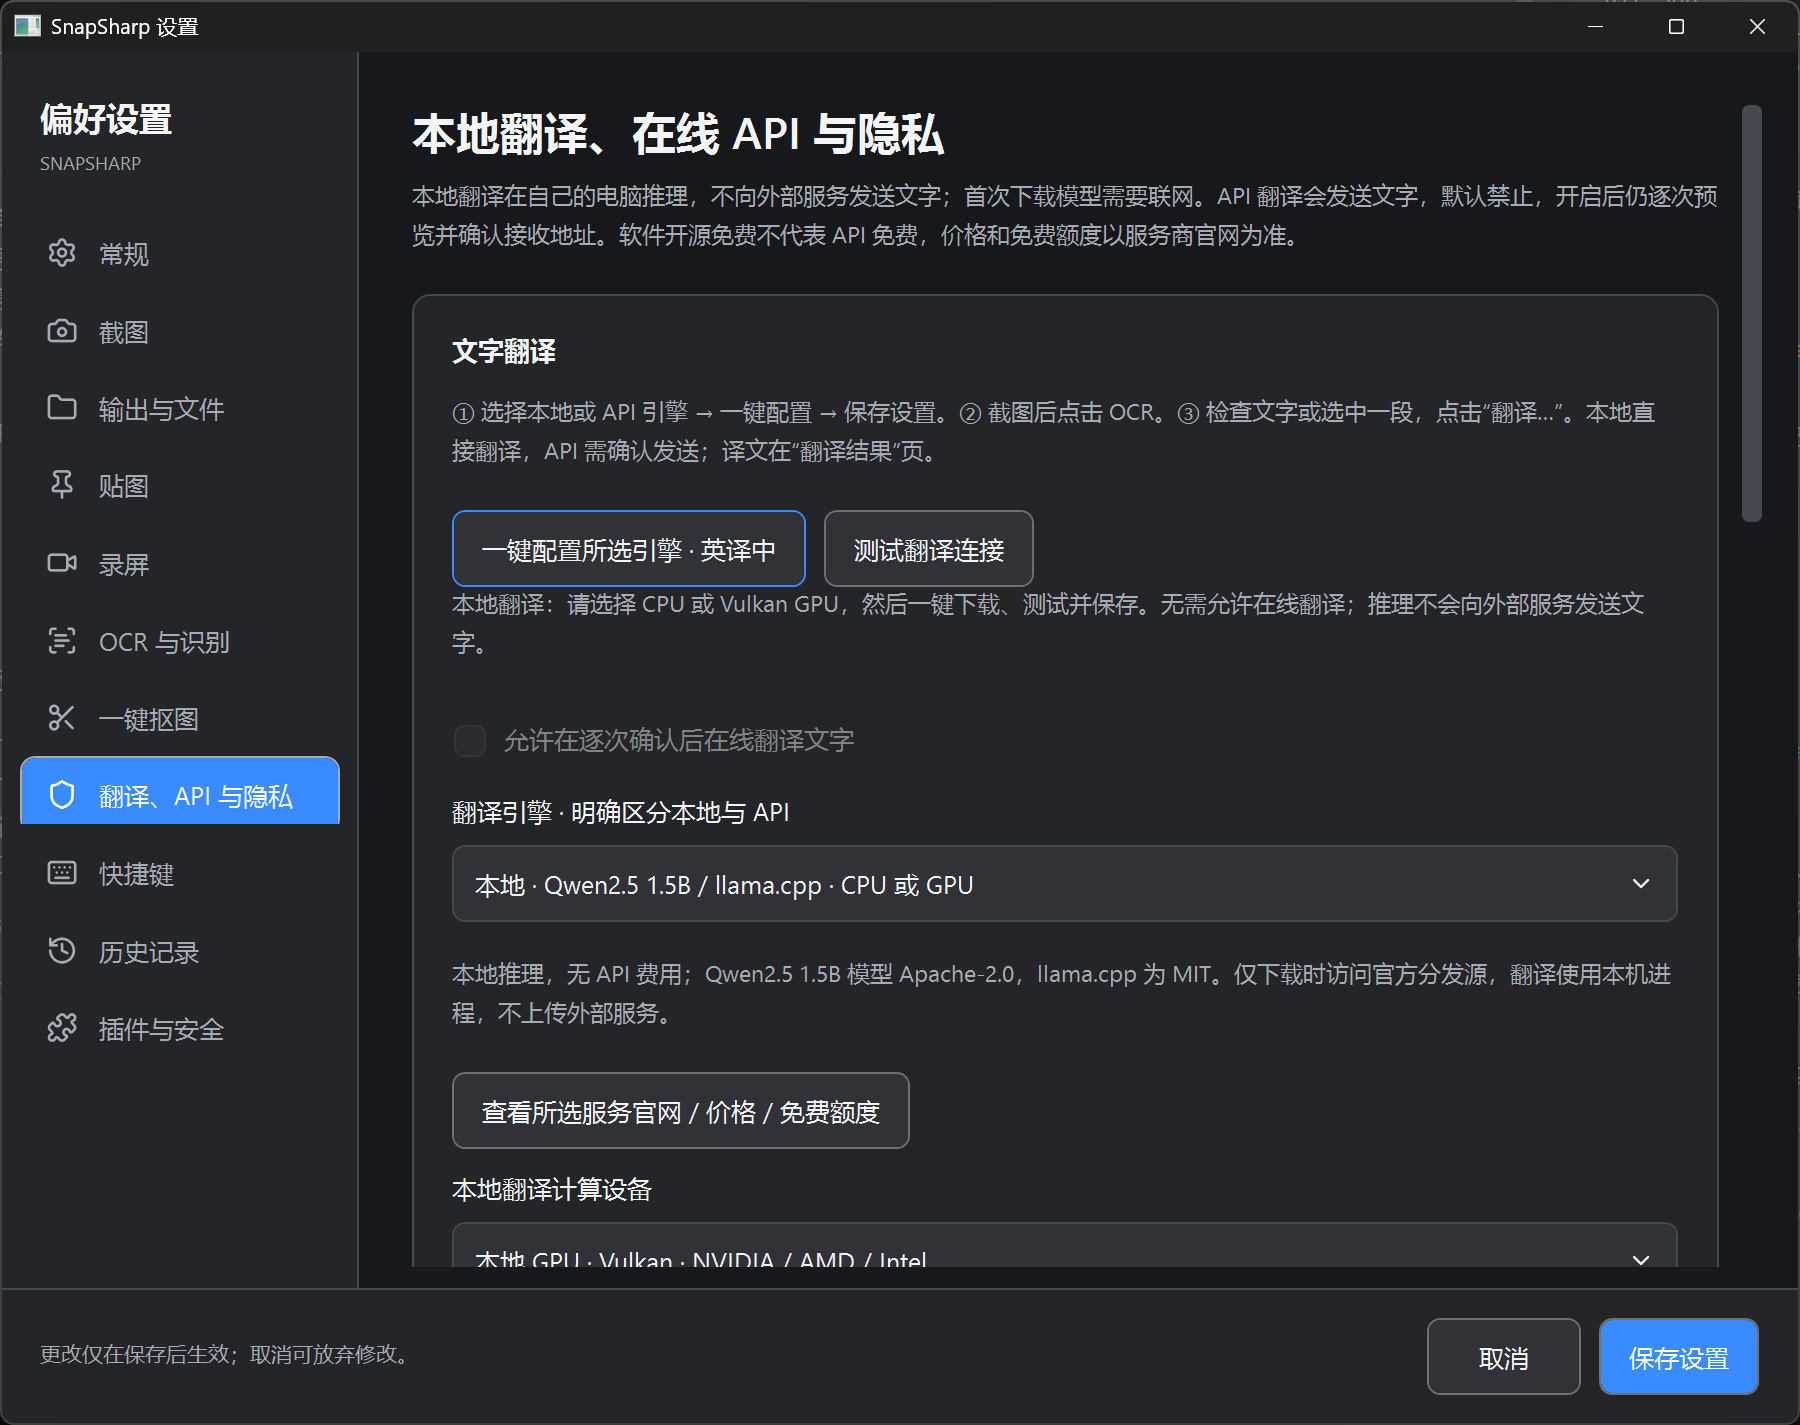 SnapSharp 设置
偏好设置
SNAPSHARP
常规
截图
输出与文件
贴图
录屏
OCR 与识别
一键抠图
翻译、API 与隐私
快捷键
历史记录
插件与安全
本地翻译、在线 API 与隐私
本地翻译在自己的电脑推理，不向外部服务发送文字；首次下载模型需要联网。API 翻译会发送文字，默认禁止，开启后仍逐次预
览并确认接收地址。软件开源免费不代表 API 免费，价格和免费额度以服务商官网为准。
文字翻译
① 选择本地或 API 引擎 → 一键配置 → 保存设置。② 截图后点击 OCR。③ 检查文字或选中一段，点击“翻译…”。本地直
接翻译，API 需确认发送；译文在“翻译结果”页。
一键配置所选引擎 · 英译中
测试翻译连接
本地翻译：请选择 CPU 或 Vulkan GPU，然后一键下载、测试并保存。无需允许在线翻译；推理不会向外部服务发送文
字。
允许在逐次确认后在线翻译文字
翻译引擎 · 明确区分本地与 API
本地 · Qwen2.5 1.5B / llama.cpp · CPU 或 GPU
本地推理，无 API 费用；Qwen2.5 1.5B 模型 Apache-2.0，llama.cpp 为 MIT。仅下载时访问官方分发源，翻译使用本机进
程，不上传外部服务。
查看所选服务官网 / 价格 / 免费额度
本地翻译计算设备
本地 GPU · Vulkan · NVIDIA / AMD / Intel
更改仅在保存后生效；取消可放弃修改。
取消
保存设置